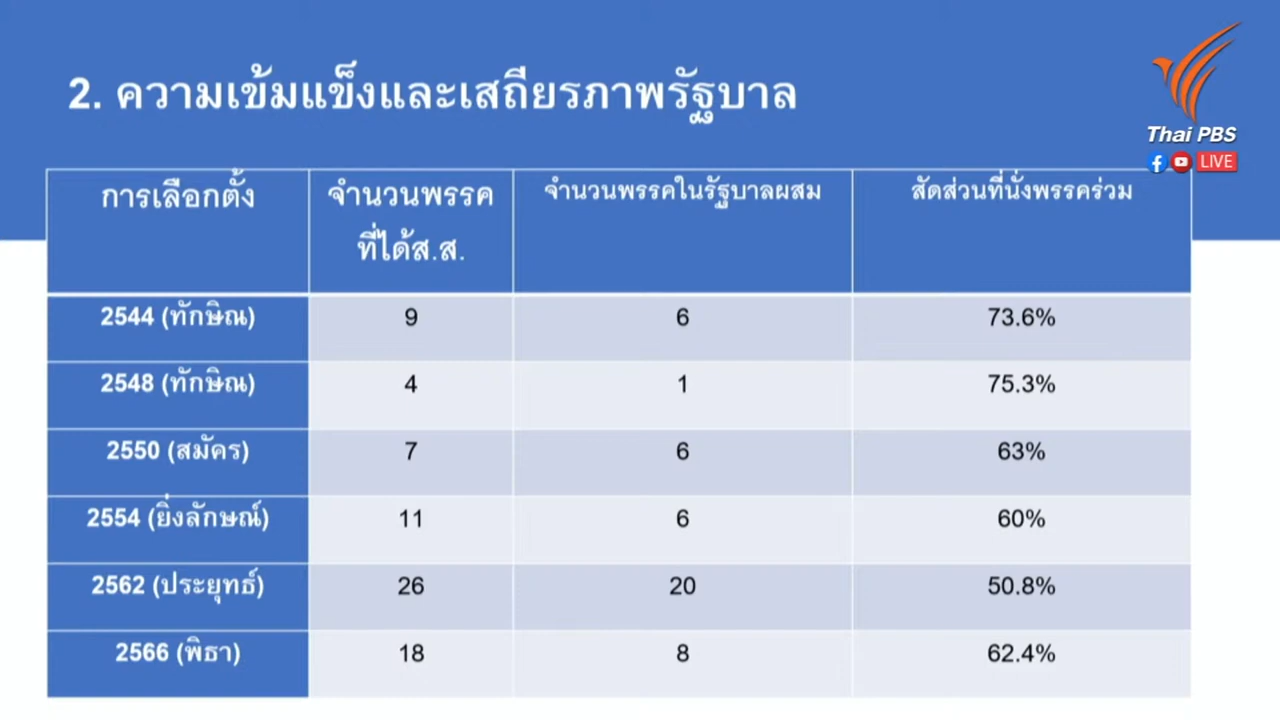 2. ความเข้มแข็งและเสถียรภาพรัฐบาล
Thai PBS
LIVE
การเลือกตั้ง จำนวนพรรค จำนวนพรรคในรัฐบาลผสม สัดส่วนที่นั่งพรรคร่วม
ที่ได้ส.ส.
2544 (ทักษิณ) 9 6 73.6%
2548 (ทักษิณ) 4 1 75.3%
2550 (สมัคร) 7 6 63%
2554 (ยิ่งลักษณ์) 11 6 60%
2562 (ประยุทธ์) 26 20 50.8%
2566 (พิธา) 18 8 62.4%